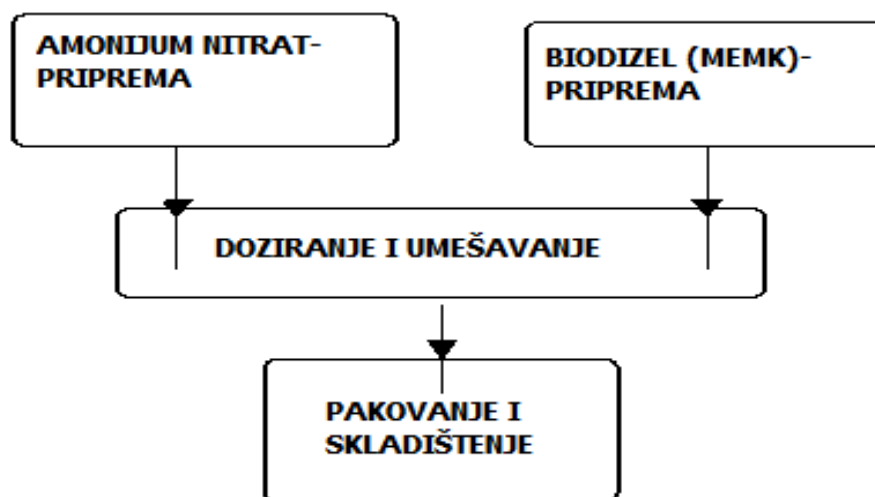 AMONIJUM NITRAT-
PRIPREMA
BIODIZEL (MEMK)-
PRIPREMA
DOZIRANJE I UMEŠAVANJE
PAKOVANJE I
SKLADIŠTENJE